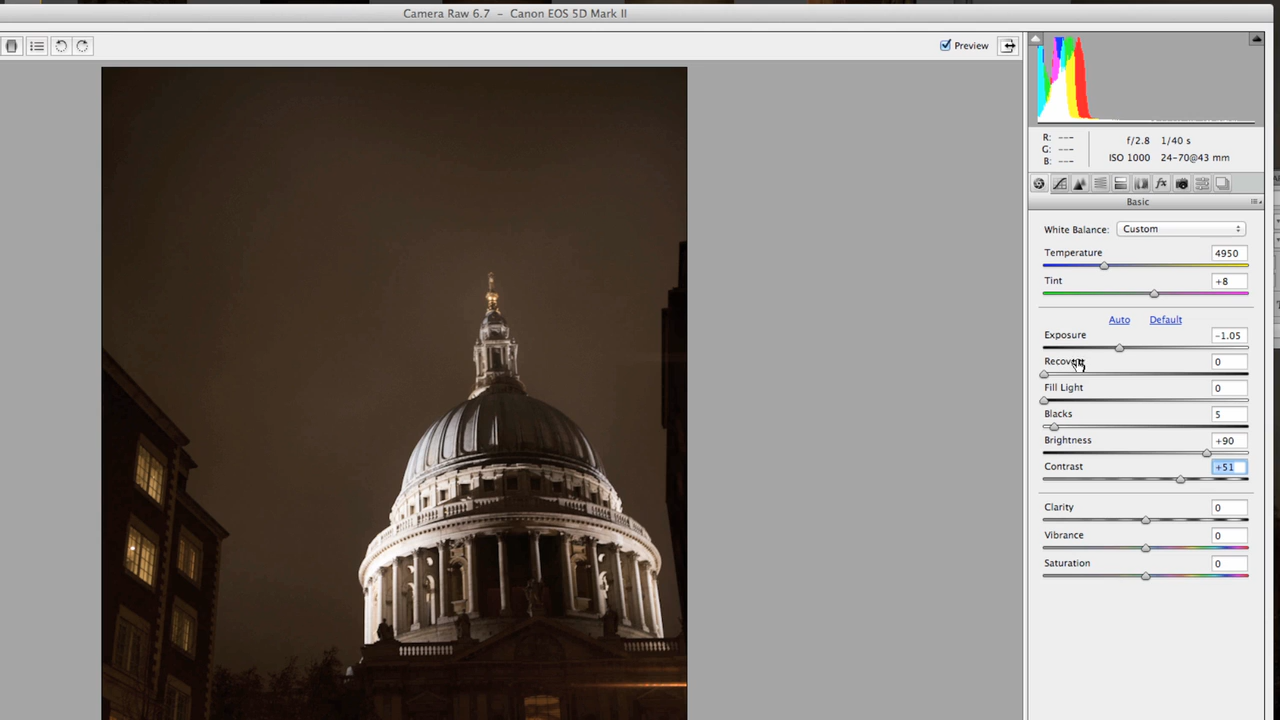 Camera Raw 6.7 – Canon EOS 5D Mark II
Preview
R: ---
G: ---
B: ---
f/2.8 1/40 s
ISO 1000 24-70@43 mm
fx
Basic
White Balance: Custom
Temperature 4950
Tint +8
Auto Default
Exposure -1.05
Recovery 0
Fill Light 0
Blacks 5
Brightness +90
Contrast +51
Clarity 0
Vibrance 0
Saturation 0